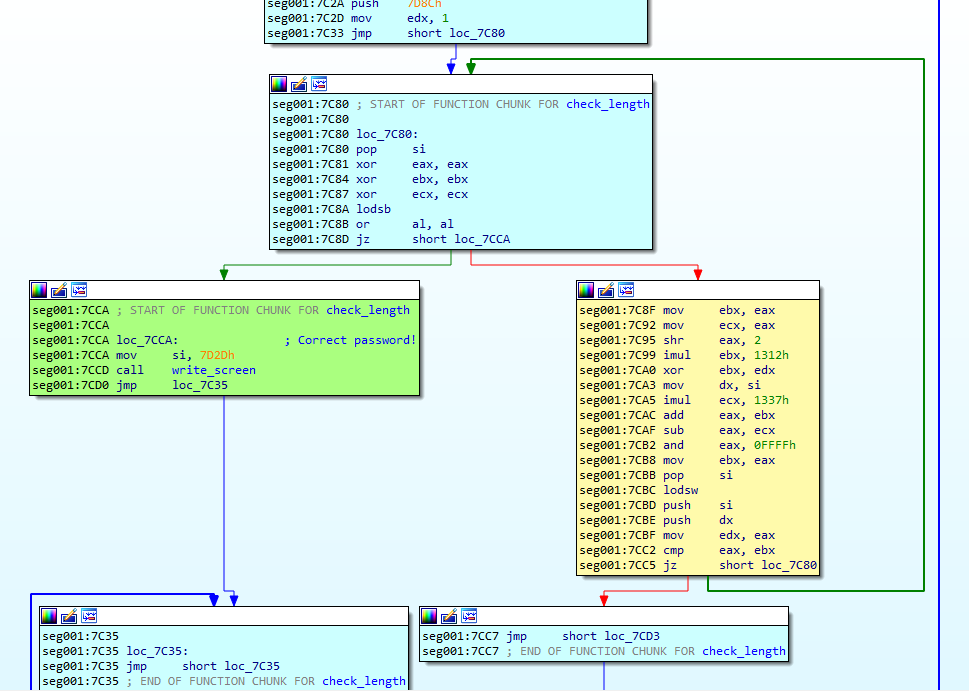 seg001:7C2A push    7D8Ch
seg001:7C2D mov     edx, 1
seg001:7C33 jmp     short loc_7C80
seg001:7C80 ; START OF FUNCTION CHUNK FOR check_length
seg001:7C80
seg001:7C80 loc_7C80:
seg001:7C80 pop     si
seg001:7C81 xor     eax, eax
seg001:7C84 xor     ebx, ebx
seg001:7C87 xor     ecx, ecx
seg001:7C8A lodsb
seg001:7C8B or      al, al
seg001:7C8D jz      short loc_7CCA
seg001:7CCA ; START OF FUNCTION CHUNK FOR check_length
seg001:7CCA
seg001:7CCA loc_7CCA:               ; Correct password!
seg001:7CCA mov     si, 7D2Dh
seg001:7CCD call    write_screen
seg001:7CD0 jmp     loc_7C35
seg001:7C8F mov     ebx, eax
seg001:7C92 mov     ecx, eax
seg001:7C95 shr     eax, 2
seg001:7C99 imul    ebx, 1312h
seg001:7CA0 xor     ebx, edx
seg001:7CA3 mov     dx, si
seg001:7CA5 imul    ecx, 1337h
seg001:7CAC add     eax, ebx
seg001:7CAF sub     eax, ecx
seg001:7CB2 and     eax, 0FFFFh
seg001:7CB8 mov     ebx, eax
seg001:7CBB pop     si
seg001:7CBC lodsw
seg001:7CBD push    si
seg001:7CBE push    dx
seg001:7CBF mov     edx, eax
seg001:7CC2 cmp     eax, ebx
seg001:7CC5 jz      short loc_7C80
seg001:7C35
seg001:7C35 loc_7C35:
seg001:7C35 jmp     short loc_7C35
seg001:7C35 ; END OF FUNCTION CHUNK FOR check_length
seg001:7CC7 jmp     short loc_7CD3
seg001:7CC7 ; END OF FUNCTION CHUNK FOR check_length